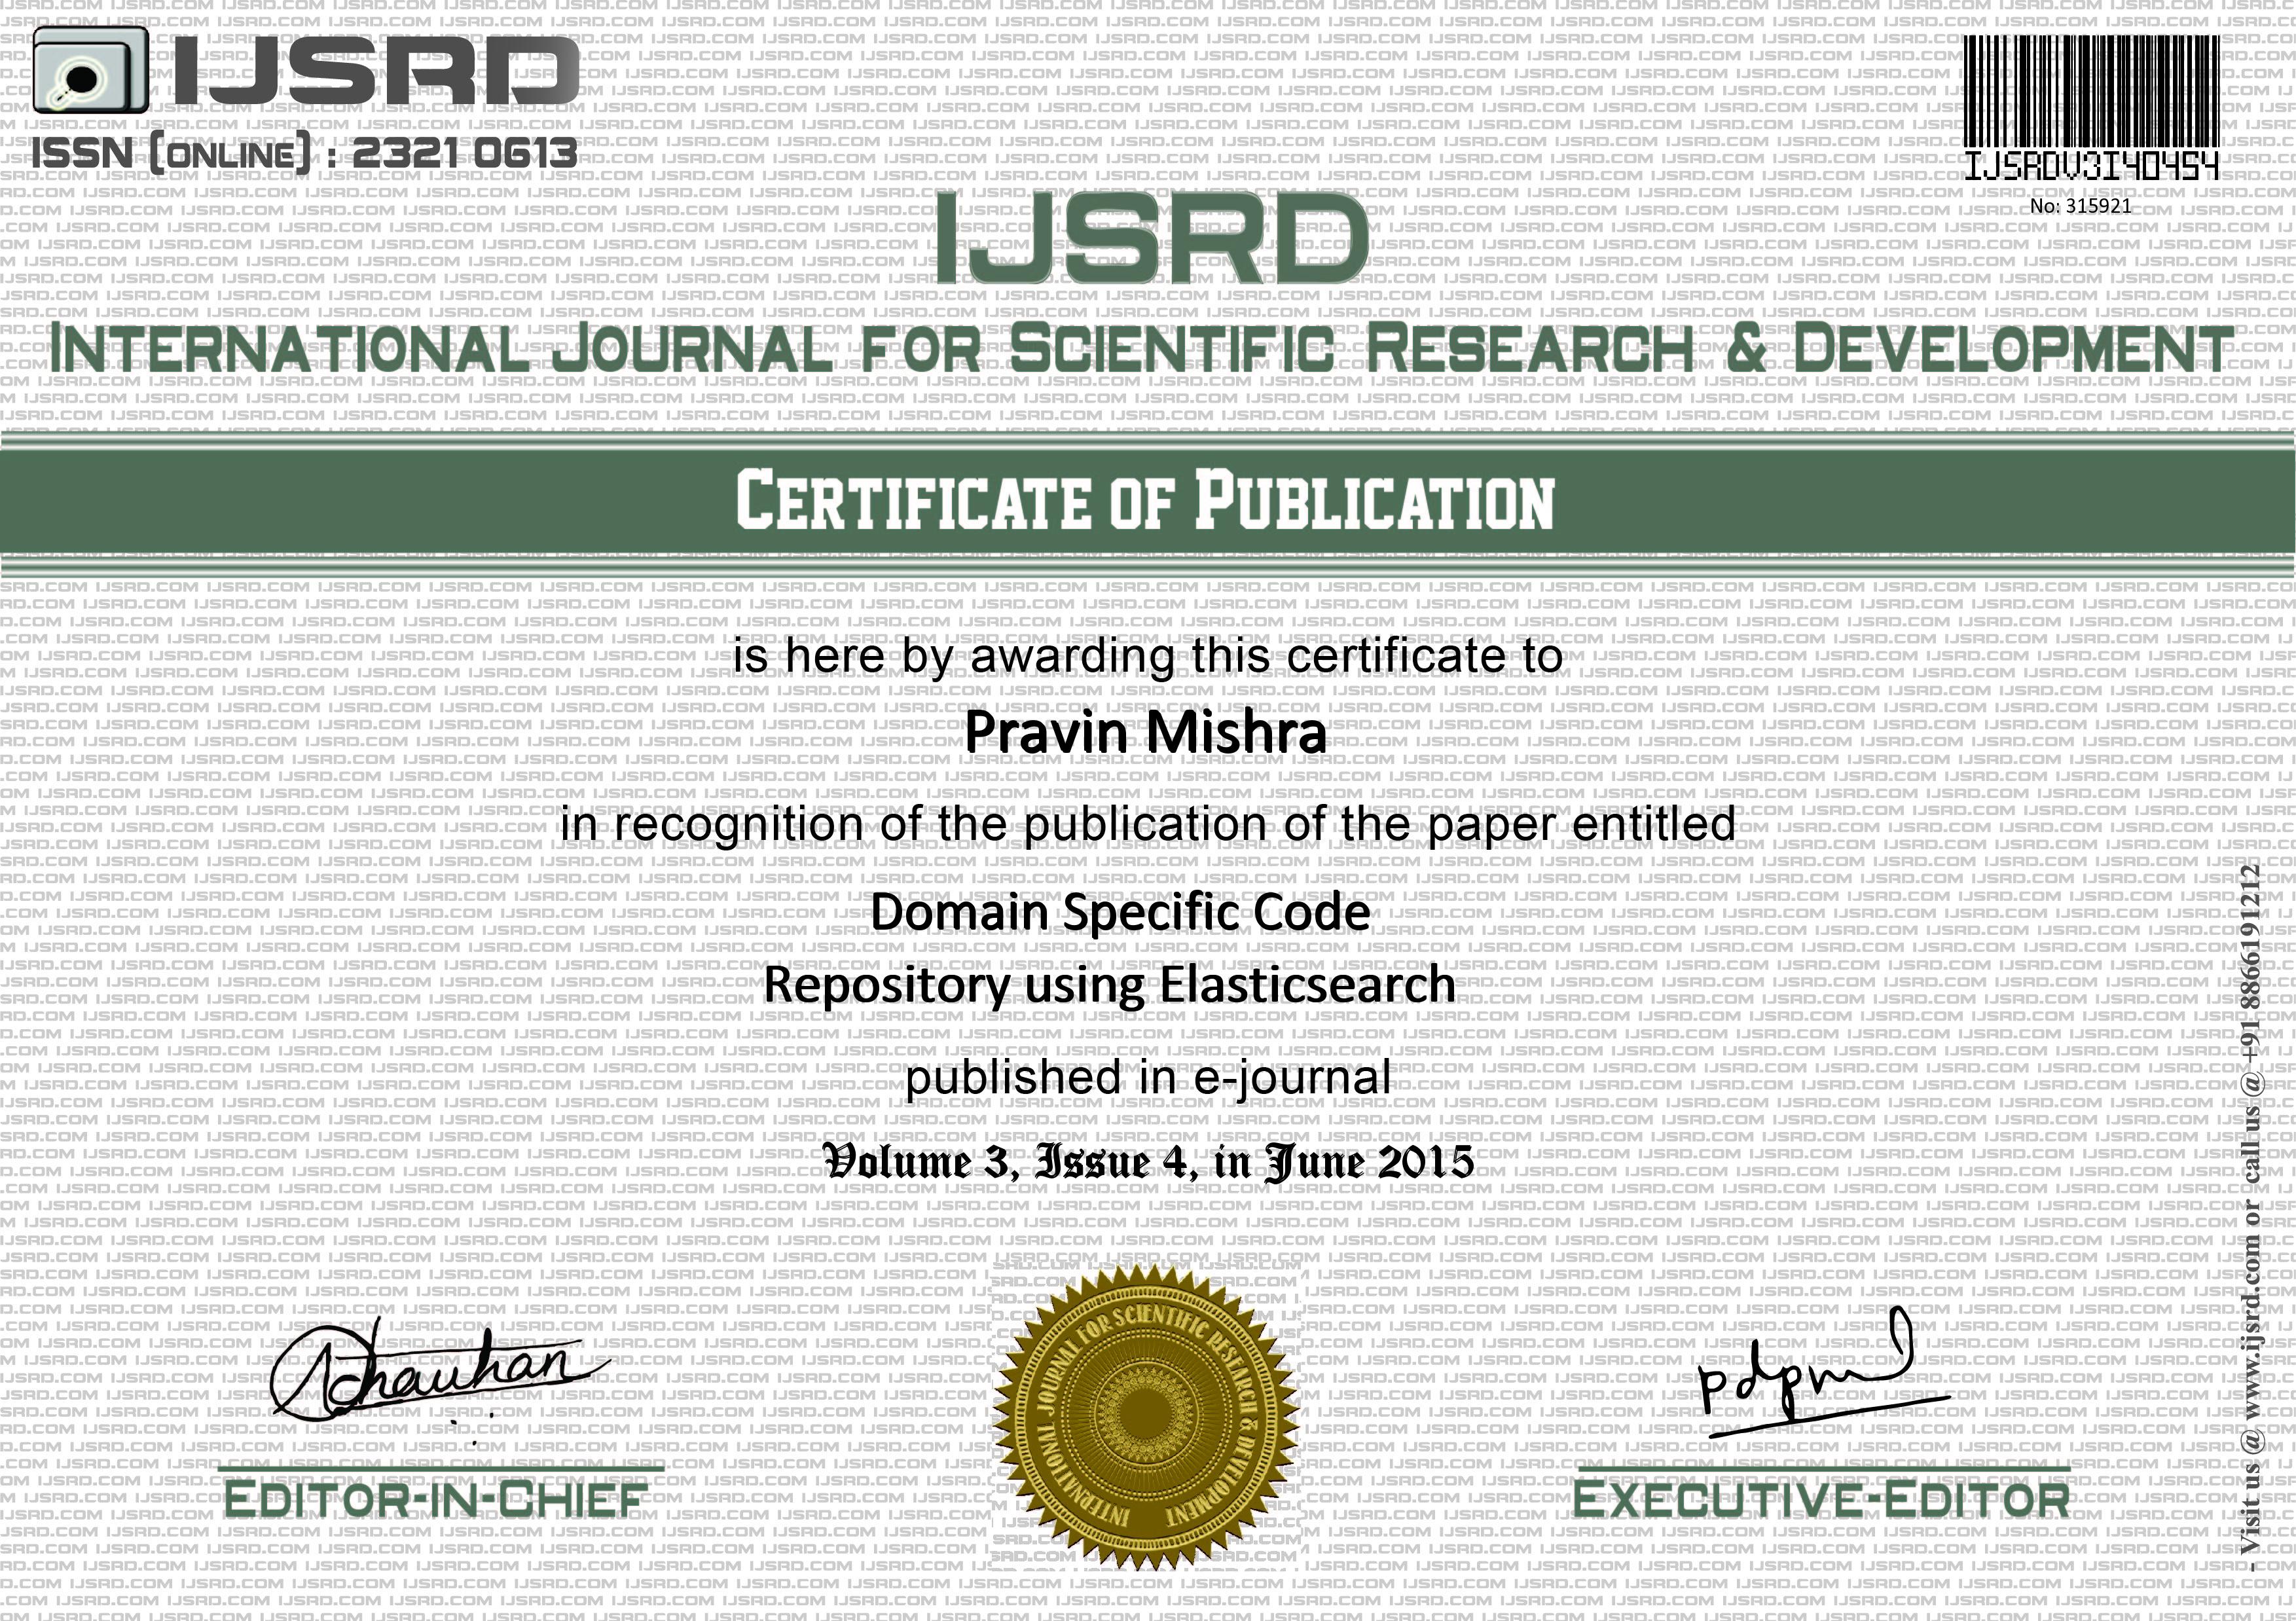 IJSRD
ISSN (ONLINE) : 2321 0613
IJSRDV3I40454
No: 315921
IJSRD
INTERNATIONAL JOURNAL FOR SCIENTIFIC RESEARCH & DEVELOPMENT
CERTIFICATE OF PUBLICATION
is here by awarding this certificate to
Pravin Mishra
in recognition of the publication of the paper entitled
Domain Specific Code
Repository using Elasticsearch
published in e-journal
Volume 3, Issue 4, in June 2015
chauhan
INTERNATIONAL JOURNAL FOR SCIENTIFIC RESEARCH & DEVELOPMENT
EDITOR-IN-CHIEF
EXECUTIVE-EDITOR
- Visit us @ www.ijsrd.com or call us @ +91 8866191212